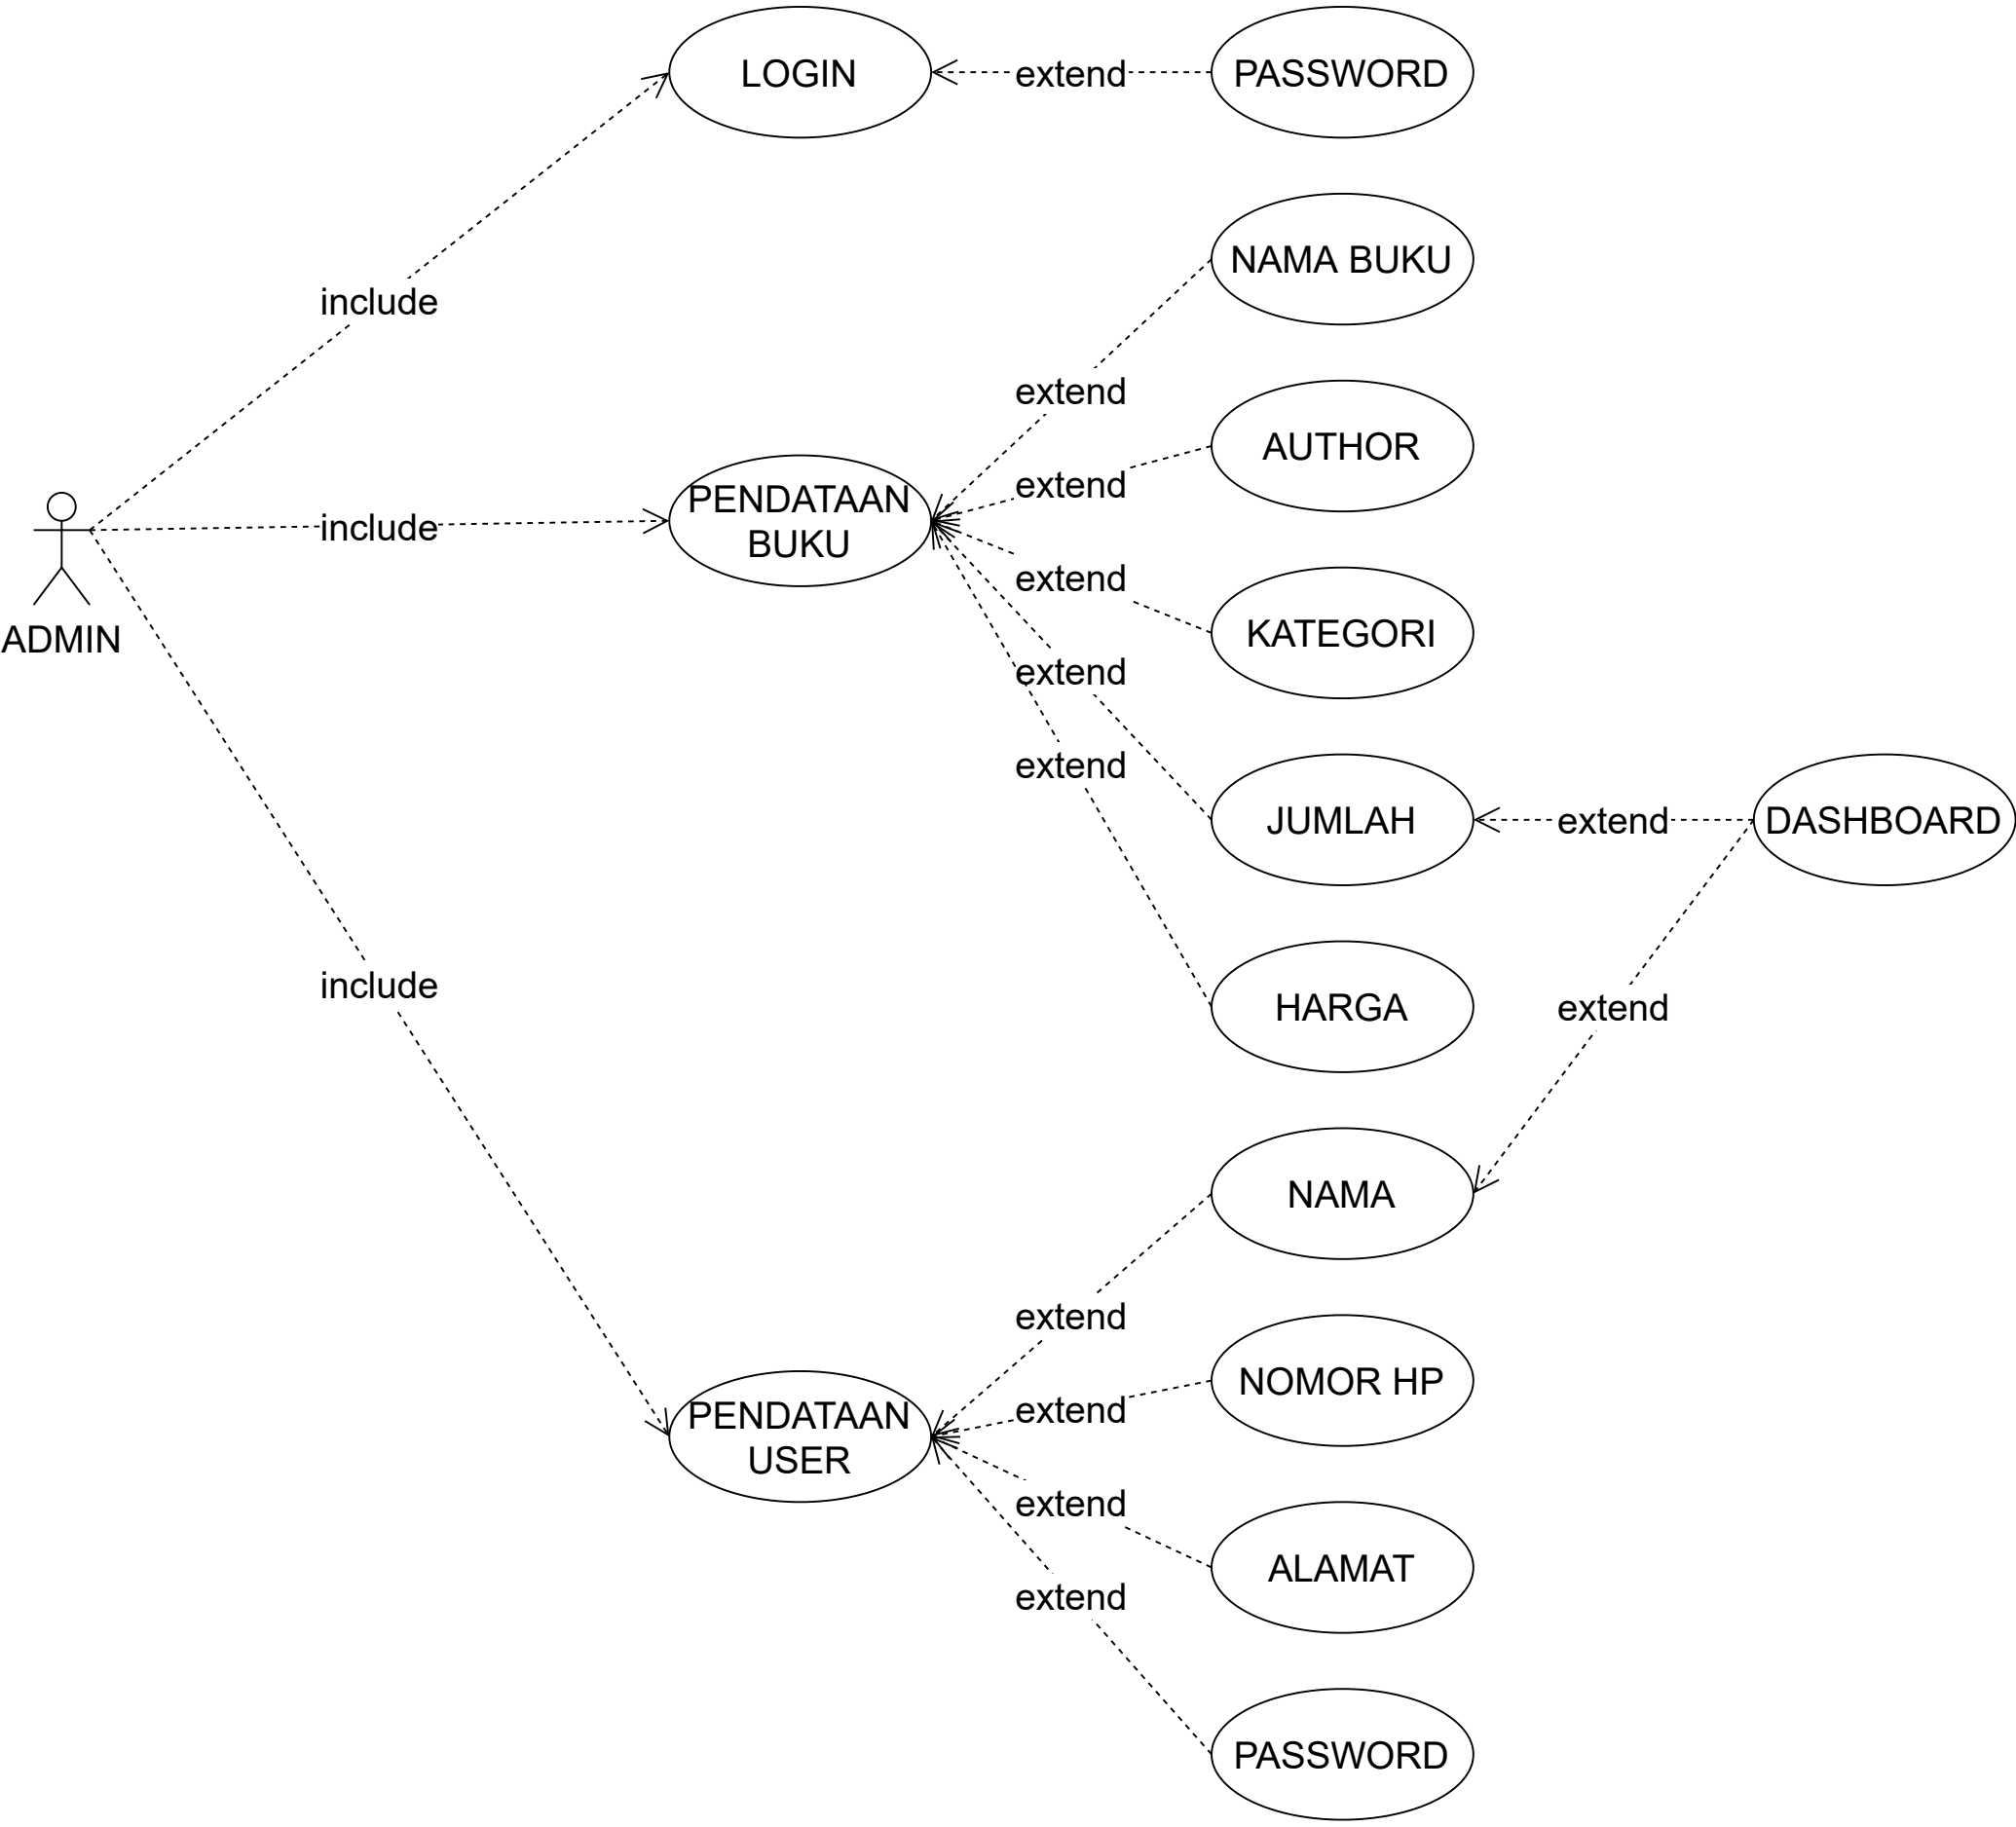 LOGIN
extend
PASSWORD
include
NAMA BUKU
extend
AUTHOR
extend
ADMIN
include
PENDATAAN
BUKU
extend
KATEGORI
extend
JUMLAH
extend
DASHBOARD
extend
HARGA
include
extend
NAMA
extend
NOMOR HP
extend
PENDATAAN
USER
extend
ALAMAT
extend
PASSWORD